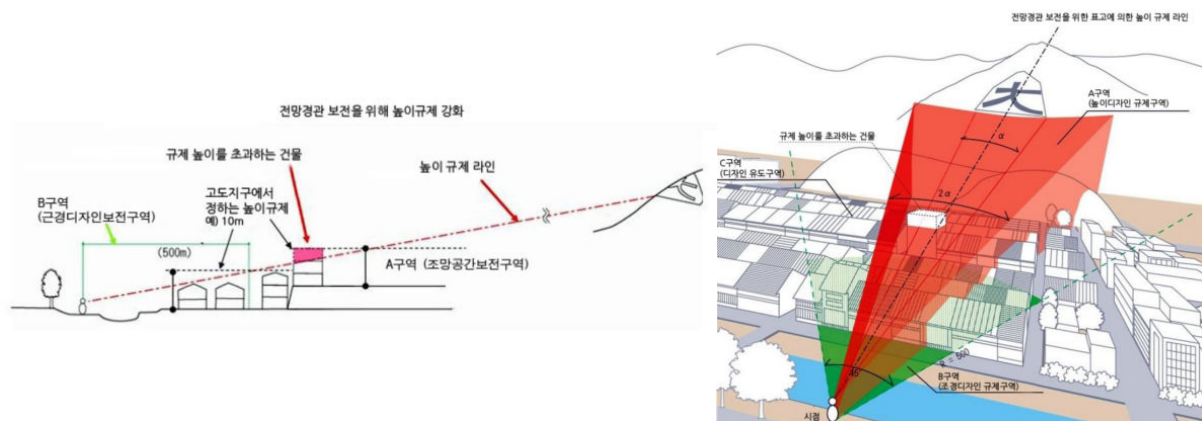 전망경관 보전을 위해 높이규제 강화
규제 높이를 초과하는 건물
높이 규제 라인
고도지구에서
정하는 높이규제
예) 10m
B구역
(근경디자인보전구역)
(500m)
A구역 (조망공간보전구역)
전망경관 보전을 위한 표고에 의한 높이 규제 라인
大
A구역
(높이디자인 규제구역)
α
규제 높이를 초과하는 건물
C구역
(디자인 유도구역)
2α
R = 500
45°
B구역
(조경디자인 규제구역)
시점